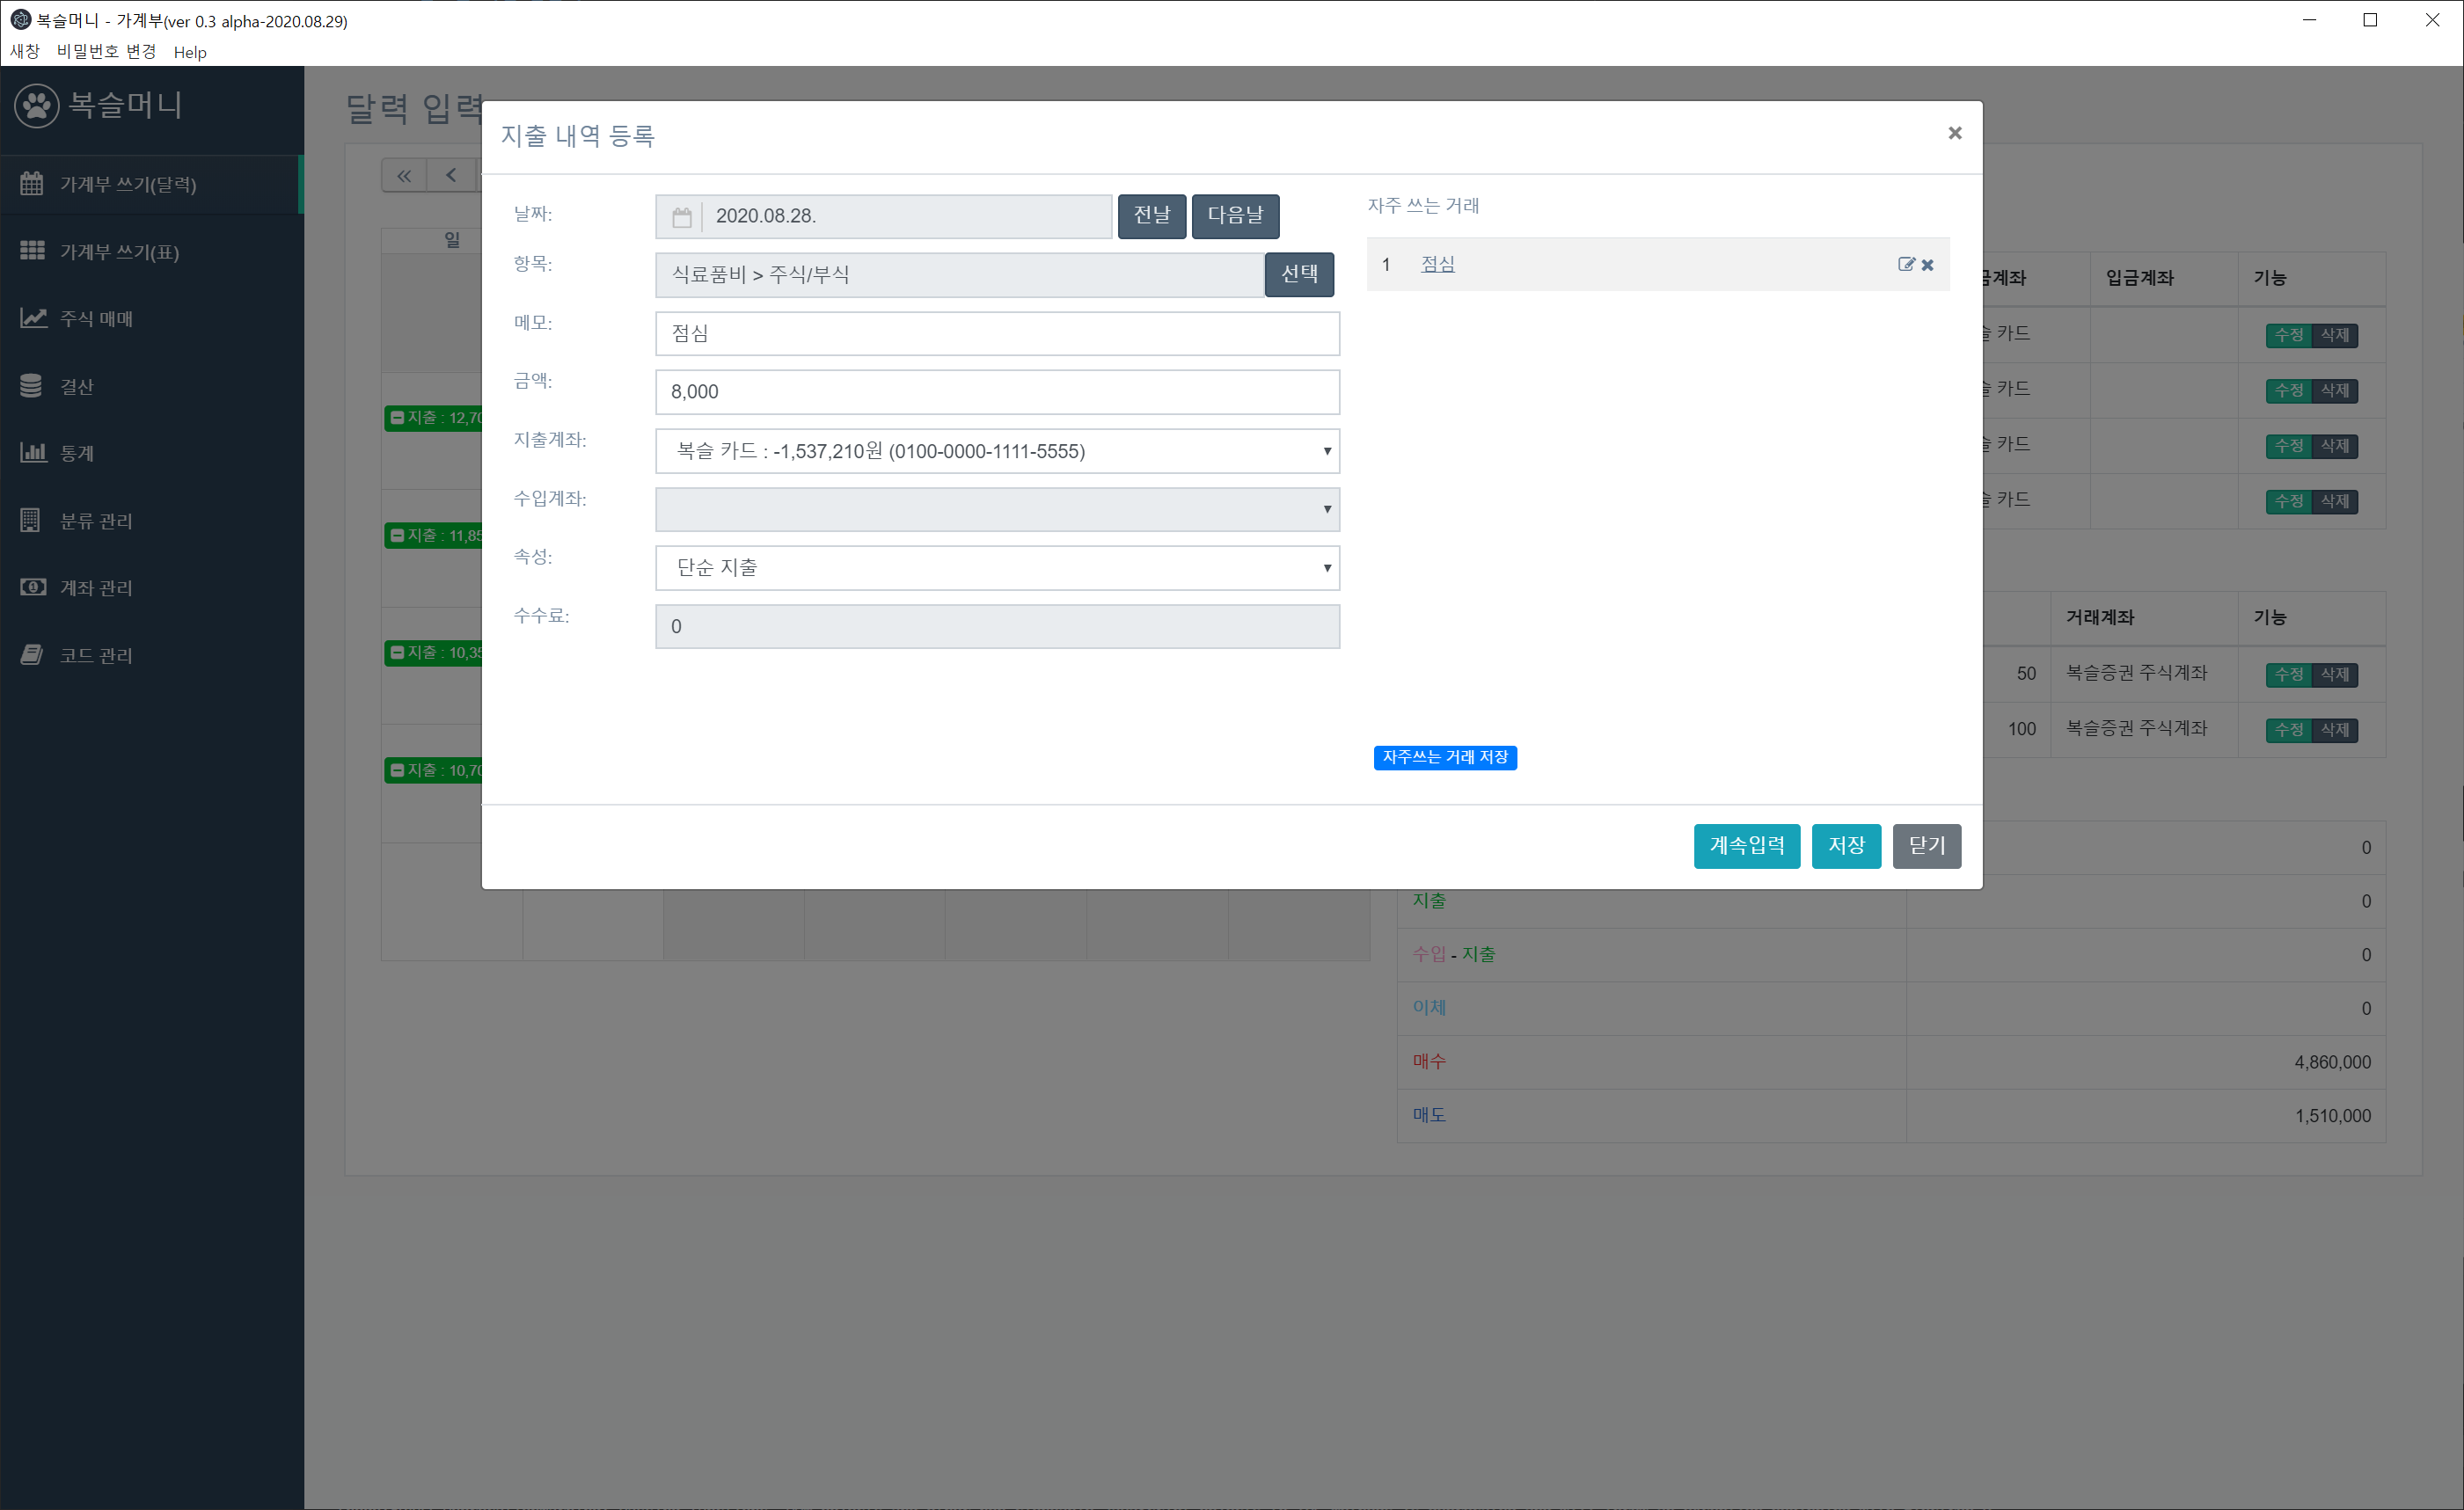 복슬머니 - 가계부(ver 0.3 alpha-2020.08.29)
새창 비밀번호 변경 Help
복슬머니
가계부 쓰기(달력)
가계부 쓰기(표)
주식 매매
결산
통계
분류 관리
계좌 관리
코드 관리
달력 입력
일
지출 : 12,70
지출 : 11,85
지출 : 10,35
지출 : 10,70
지출 내역 등록
날짜: 2020.08.28. 전날 다음날
항목: 식료품비 > 주식/부식 선택
메모: 점심
금액: 8,000
지출계좌: 복슬 카드 : -1,537,210원 (0100-0000-1111-5555)
수입계좌:
속성: 단순 지출
수수료: 0
자주 쓰는 거래
1 점심
자주쓰는 거래 저장
계속입력 저장 닫기
금계좌 입금계좌 기능
슬 카드 수정 삭제
슬 카드 수정 삭제
슬 카드 수정 삭제
슬 카드 수정 삭제
거래계좌 기능
50 복슬증권 주식계좌 수정 삭제
100 복슬증권 주식계좌 수정 삭제
0
지출 0
수입 - 지출 0
이체 0
매수 4,860,000
매도 1,510,000